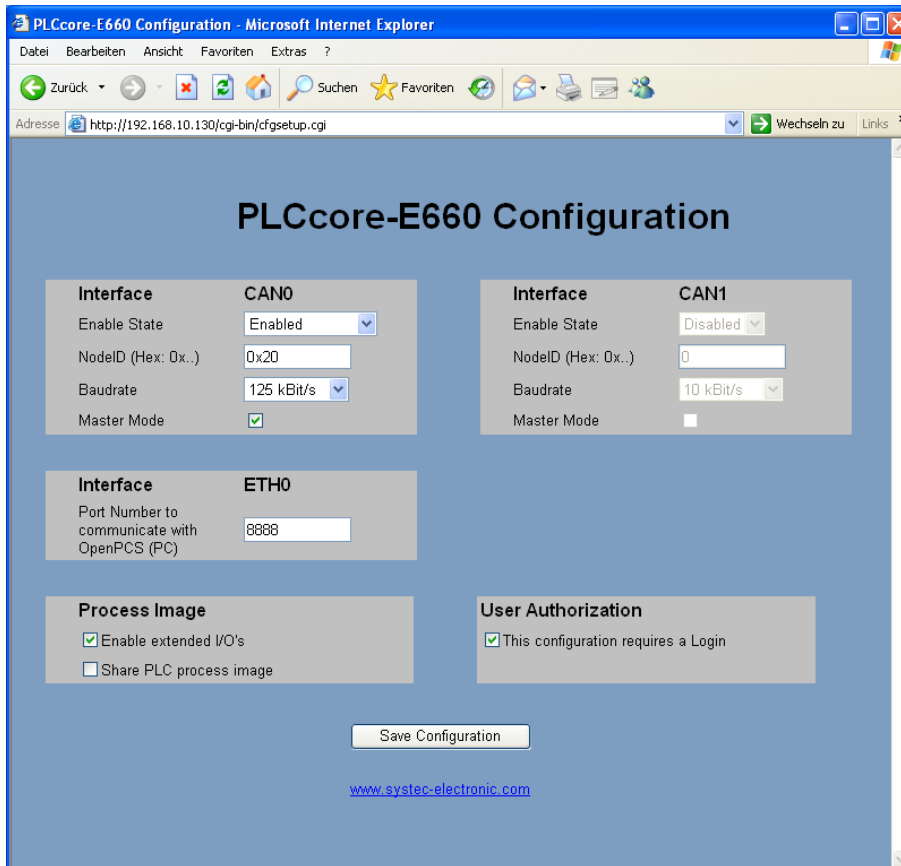 PLCcore-E660 Configuration - Microsoft Internet Explorer
Datei Bearbeiten Ansicht Favoriten Extras ?
Zurück Suchen Favoriten
Adresse http://192.168.10.130/cgi-bin/cfgsetup.cgi Wechseln zu Links
PLCcore-E660 Configuration
Interface CAN0
Enable State Enabled
NodeID (Hex: 0x..) 0x20
Baudrate 125 kBit/s
Master Mode
Interface CAN1
Enable State Disabled
NodeID (Hex: 0x..) 0
Baudrate 10 kBit/s
Master Mode
Interface ETH0
Port Number to
communicate with 8888
OpenPCS (PC)
Process Image
Enable extended I/O's
Share PLC process image
User Authorization
This configuration requires a Login
Save Configuration
www.systec-electronic.com